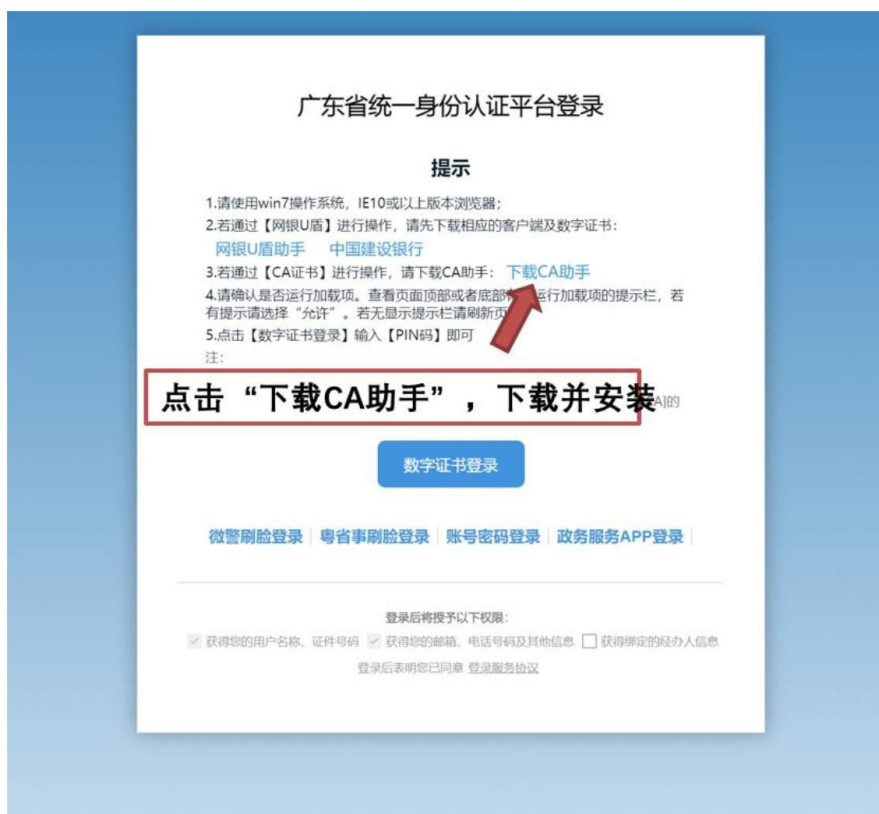 广东省统一身份认证平台登录
提示
1.请使用win7操作系统，IE10或以上版本浏览器；
2.若通过【网银U盾】进行操作，请先下载相应的客户端及数字证书：
网银U盾助手 中国建设银行
3.若通过【CA证书】进行操作，请下载CA助手： 下载CA助手
4.请确认是否运行加载项。查看页面顶部或者底部 运行加载项的提示栏，若
有提示请选择“允许”。若无显示提示栏请刷新页
5.点击【数字证书登录】输入【PIN码】即可
注：
点击“下载CA助手”，下载并安装
A]的
数字证书登录
微警刷脸登录 粤省事刷脸登录 账号密码登录 政务服务APP登录
登录后将授予以下权限：
获得您的用户名称、证件号码 获得您的邮箱、电话号码及其他信息 获得绑定的经办人信息
登录后表明您已同意 登录服务协议